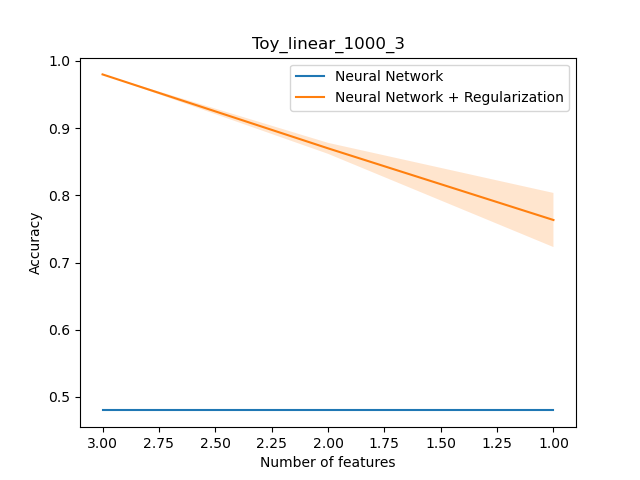 Toy_linear_1000_3
Neural Network
Neural Network + Regularization
1.0
0.9
0.8
0.7
0.6
0.5
Accuracy
3.00 2.75 2.50 2.25 2.00 1.75 1.50 1.25 1.00
Number of features